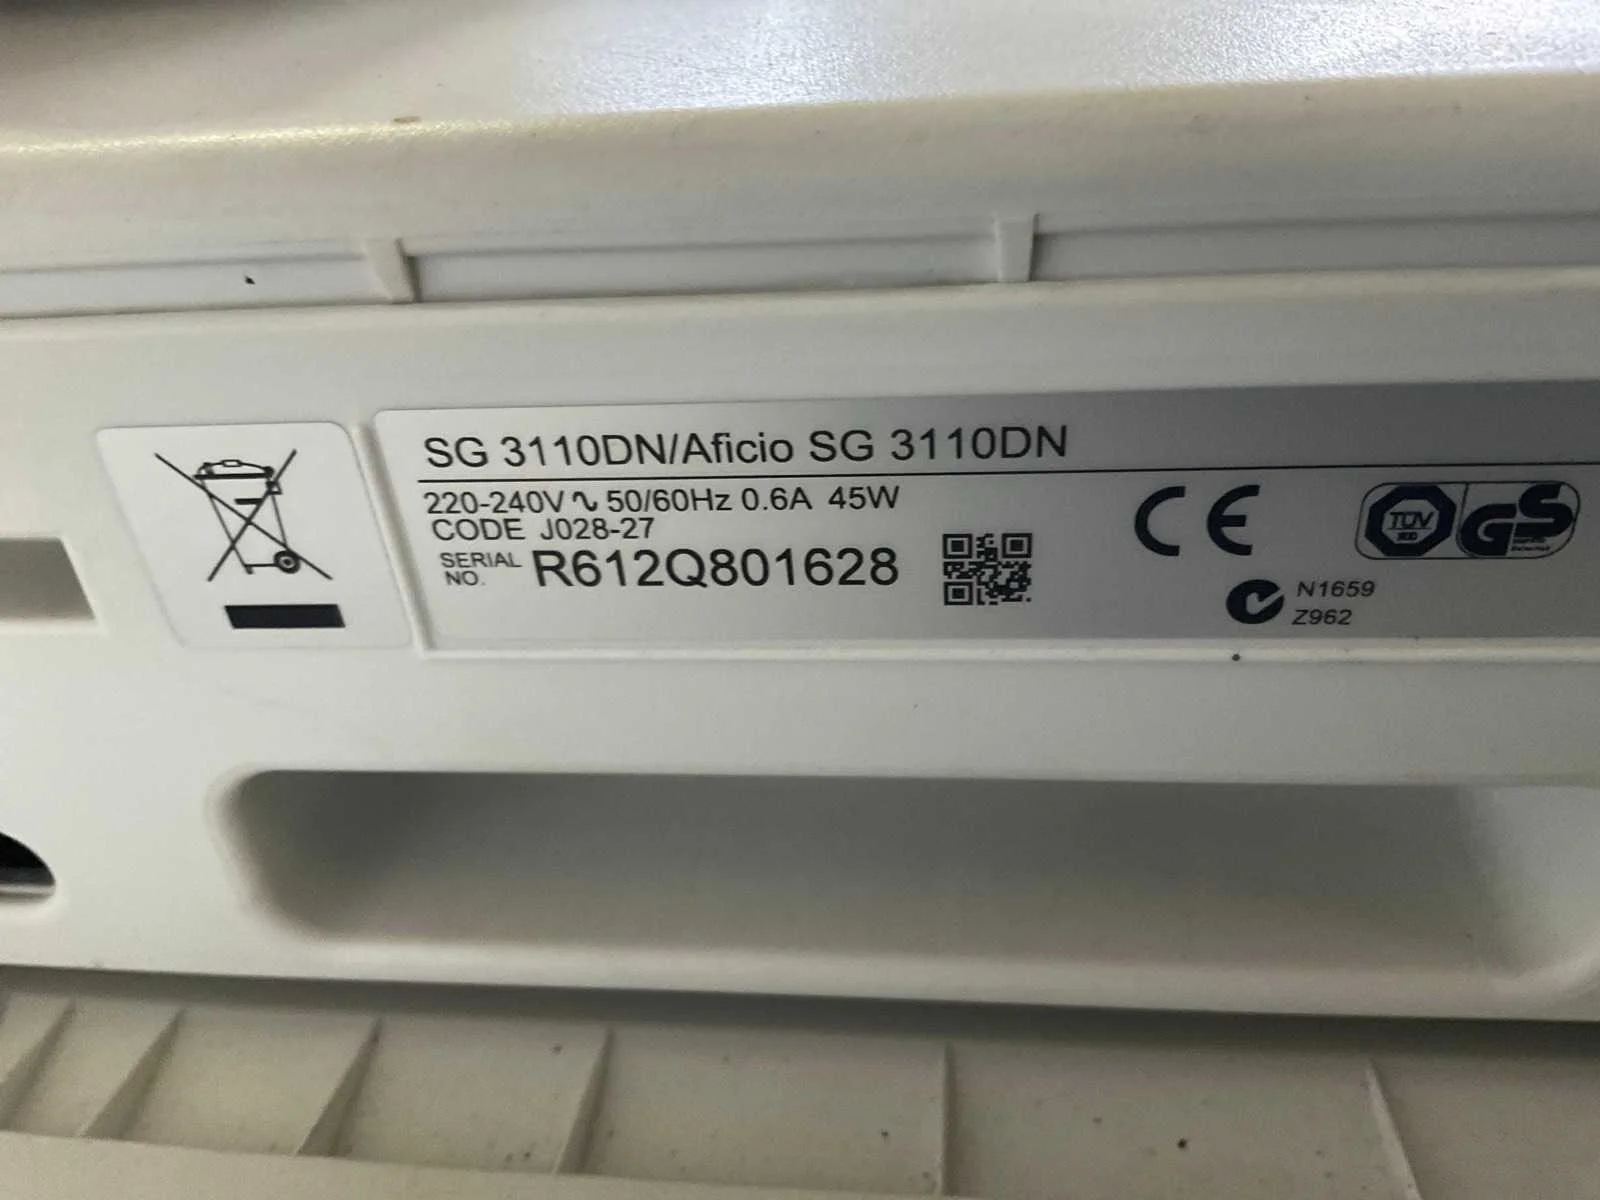 SG 3110DN/Aficio SG 3110DN
220-240V ∿ 50/60Hz 0.6A 45W
CODE J028-27
SERIAL NO. R612Q801628
CE
TÜV
GS
N1659
Z962